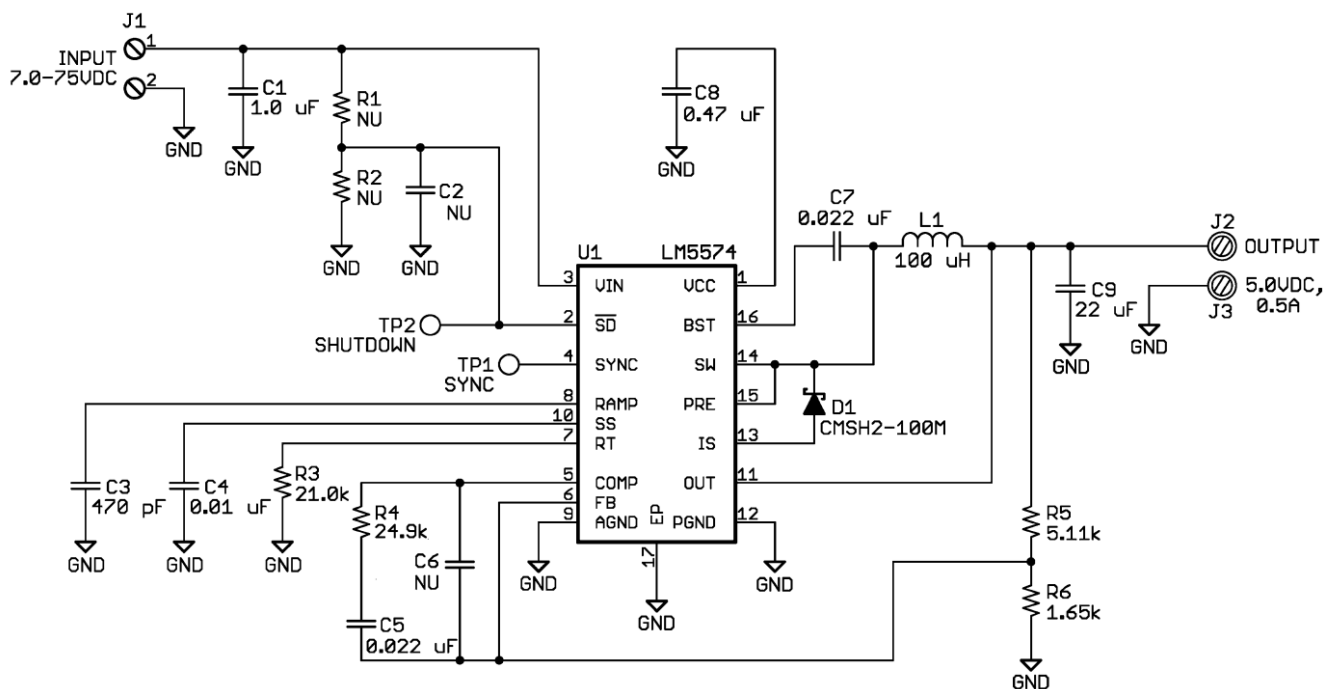 J1
INPUT
7.0-75VDC
1
2
GND
C1
1.0 uF
GND
R1
NU
R2
NU
GND
C2
NU
GND
C8
0.47 uF
GND
C7
0.022 uF
L1
100 uH
J2
OUTPUT
J3
5.0VDC,
0.5A
GND
C9
22 uF
GND
U1
LM5574
3
VIN
VCC
1
TP2
SHUTDOWN
2
SD
BST
16
TP1
SYNC
4
SYNC
SW
14
8
RAMP
PRE
15
10
SS
7
RT
IS
13
D1
CMSH2-100M
5
COMP
OUT
11
6
FB
9
AGND
EP
PGND
12
17
GND
GND
GND
C3
470 pF
GND
C4
0.01 uF
GND
R3
21.0k
GND
R4
24.9k
C6
NU
C5
0.022 uF
R5
5.11k
R6
1.65k
GND